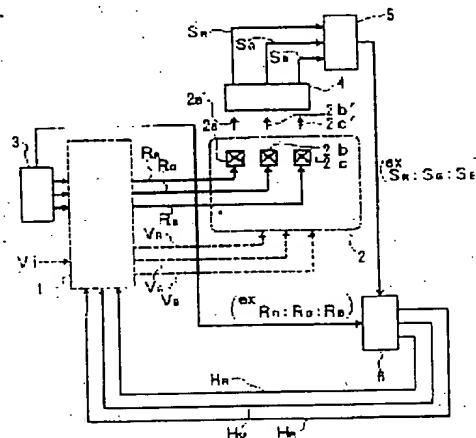 SR
SG
SB
5
4
2a'
2b'
2c'
2a
3
2b
2c
RR
RG
RB
ex
SR : SG : SB
VR
Vi
VG
VB
1
2
ex
RR : RG : RB
6
HR
HG
HB